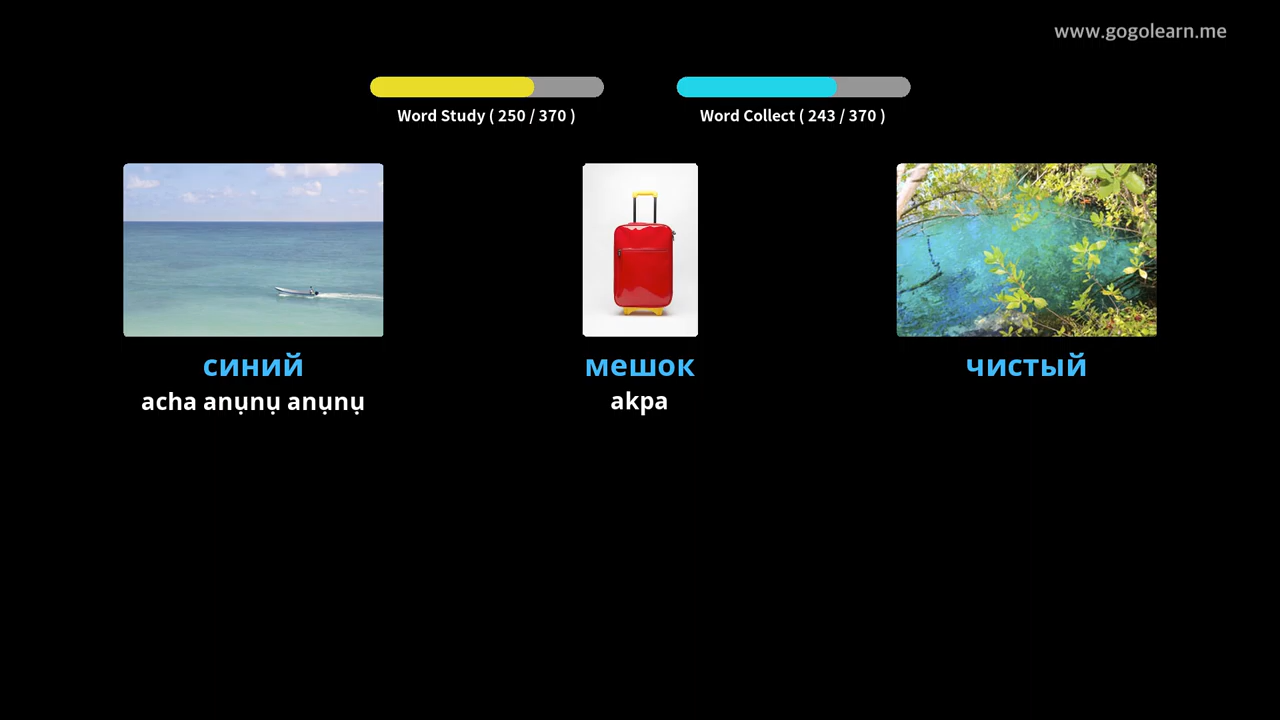 www.gogolearn.me
Word Study ( 250 / 370 )
Word Collect ( 243 / 370 )
синий
мешок
чистый
acha anụnụ anụnụ
akpa